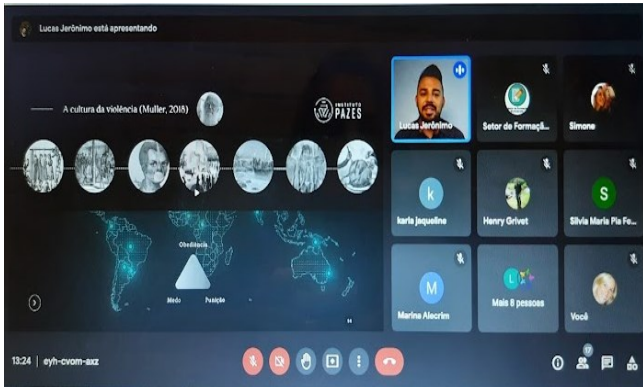 Lucas Jerônimo está apresentando
A cultura da violência (Muller, 2018)
INSTITUTO
PAZES
Obediência
Medo
Punição
Lucas Jerônimo
Setor de Formaçã...
Simone
k
karla jaqueline
Henry Grivet
S
Silvia Maria Pia Fe...
M
Marina Alecrim
L
Mais 8 pessoas
Você
13:24 | eyh-cvom-axz
17